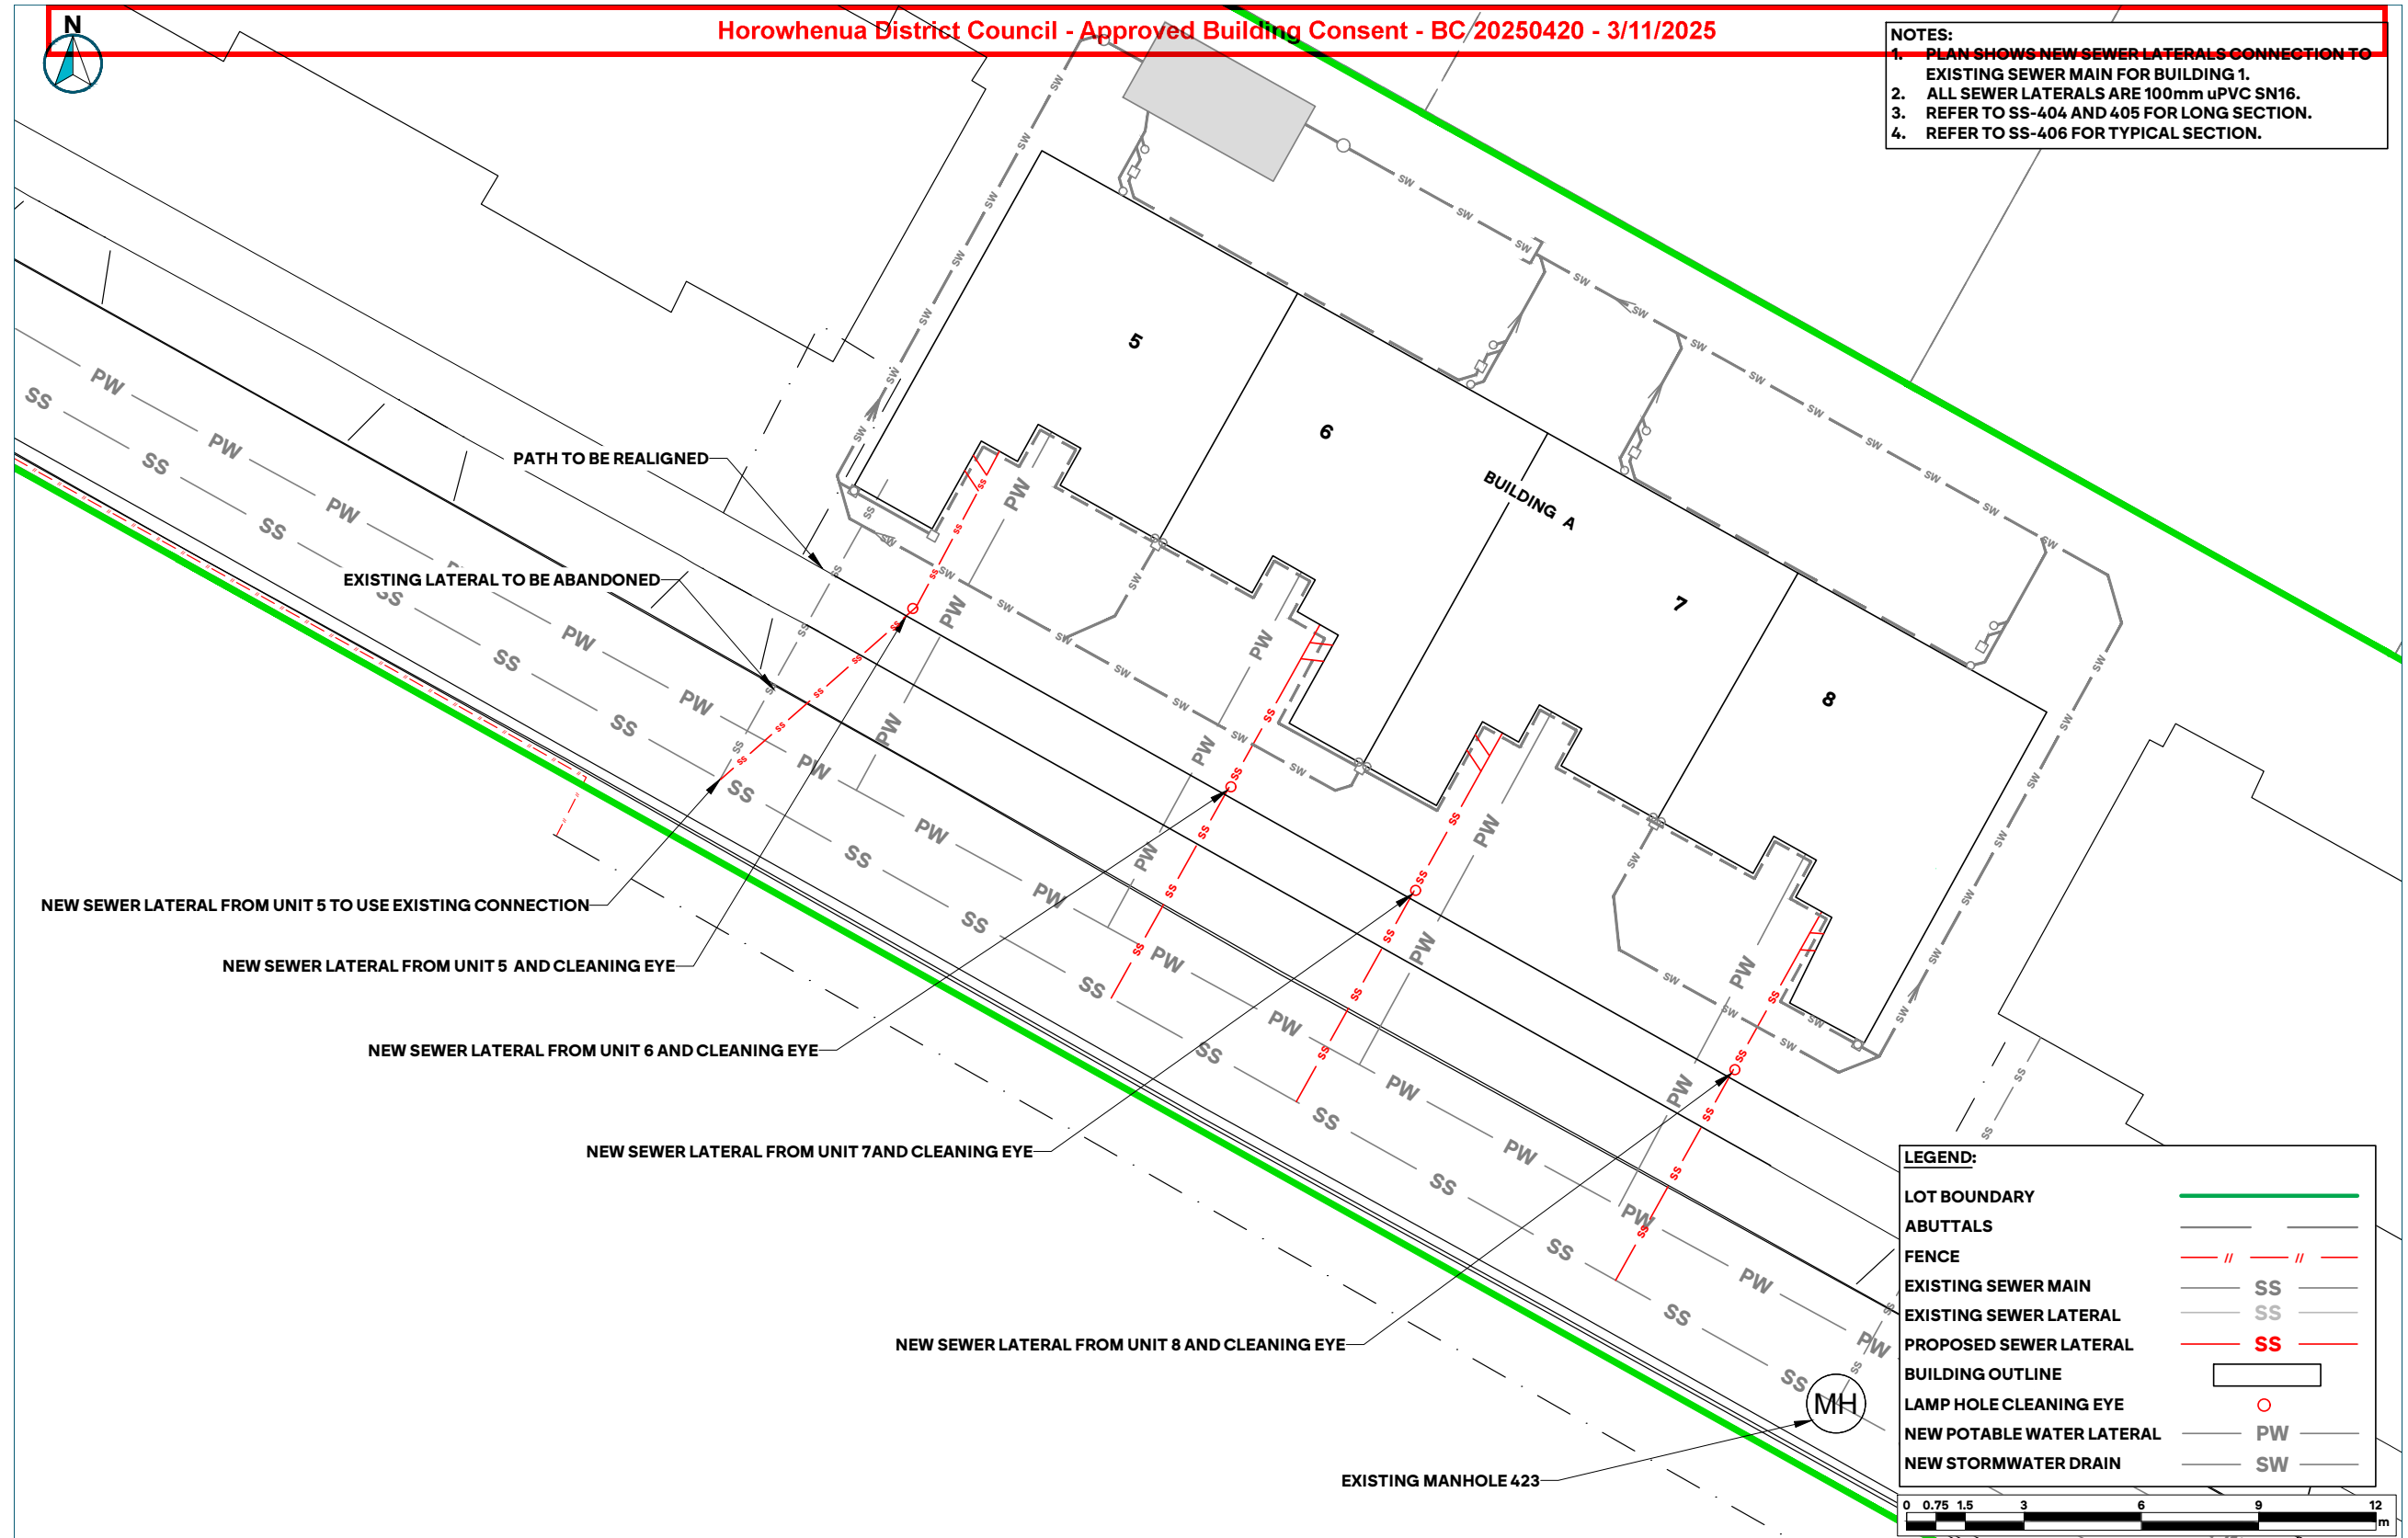 Horowhenua District Council - Approved Building Consent - BC 20250420 - 3/11/2025
N
NOTES:
1. PLAN SHOWS NEW SEWER LATERALS CONNECTION TO
EXISTING SEWER MAIN FOR BUILDING 1.
2. ALL SEWER LATERALS ARE 100mm uPVC SN16.
3. REFER TO SS-404 AND 405 FOR LONG SECTION.
4. REFER TO SS-406 FOR TYPICAL SECTION.
5
6
BUILDING A
7
8
PATH TO BE REALIGNED
EXISTING LATERAL TO BE ABANDONED
NEW SEWER LATERAL FROM UNIT 5 TO USE EXISTING CONNECTION
NEW SEWER LATERAL FROM UNIT 5 AND CLEANING EYE
NEW SEWER LATERAL FROM UNIT 6 AND CLEANING EYE
NEW SEWER LATERAL FROM UNIT 7AND CLEANING EYE
NEW SEWER LATERAL FROM UNIT 8 AND CLEANING EYE
EXISTING MANHOLE 423
MH
PW
SS
SW
LEGEND:
LOT BOUNDARY
ABUTTALS
FENCE
EXISTING SEWER MAIN SS
EXISTING SEWER LATERAL SS
PROPOSED SEWER LATERAL SS
BUILDING OUTLINE
LAMP HOLE CLEANING EYE
NEW POTABLE WATER LATERAL PW
NEW STORMWATER DRAIN SW
0 0.75 1.5 3 6 9 12
m